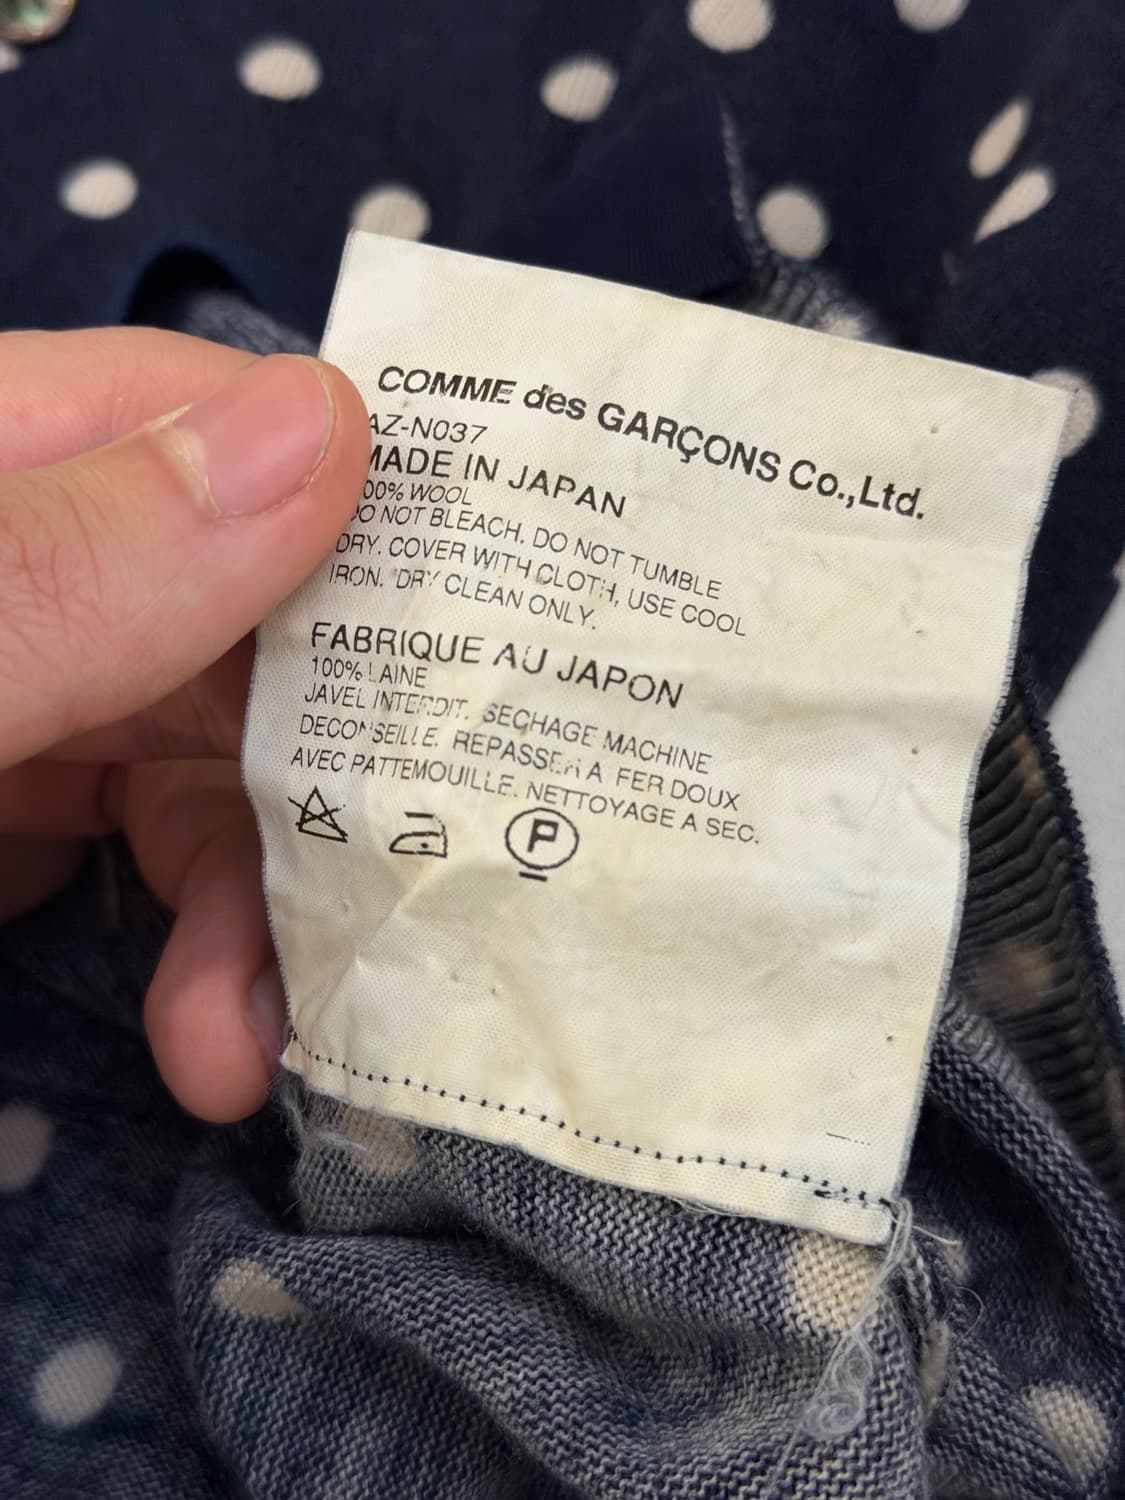 COMME des GARÇONS Co.,Ltd.
AZ-N037
MADE IN JAPAN
00% WOOL
DO NOT BLEACH. DO NOT TUMBLE
DRY. COVER WITH CLOTH, USE COOL
IRON. DRY CLEAN ONLY.
FABRIQUE AU JAPON
100% LAINE
JAVEL INTERDIT. SECHAGE MACHINE
DECONSEILLE. REPASSER A FER DOUX
AVEC PATTEMOUILLE. NETTOYAGE A SEC.
P